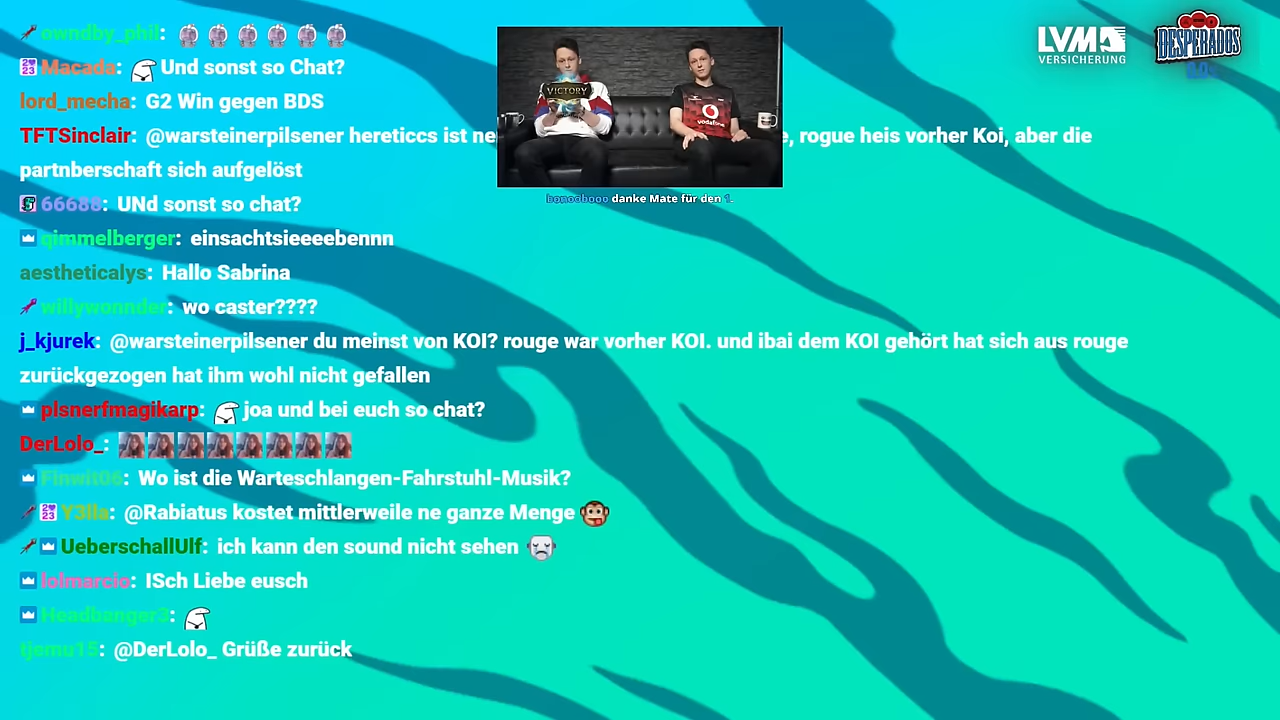 owndby_phil:
Macada: Und sonst so Chat?
lord_mecha: G2 Win gegen BDS
TFTSinclair: @warsteinerpilsener hereticcs ist ne
e, rogue heis vorher Koi, aber die
partnberschaft sich aufgelöst
66688: UNd sonst so chat?
qimmelberger: einsachtsieeeebennn
aestheticalys: Hallo Sabrina
willywonnder: wo caster????
j_kjurek: @warsteinerpilsener du meinst von KOI? rouge war vorher KOI. und ibai dem KOI gehört hat sich aus rouge
zurückgezogen hat ihm wohl nicht gefallen
plsnerfmagikarp: joa und bei euch so chat?
DerLolo_:
Finwit06: Wo ist die Warteschlangen-Fahrstuhl-Musik?
Y3lla: @Rabiatus kostet mittlerweile ne ganze Menge
UeberschallUlf: ich kann den sound nicht sehen
lolmarcio: ISch Liebe eusch
Headbanger3:
tjemu15: @DerLolo_ Grüße zurück
VICTORY
vodafone
bonoobooo danke Mate für den 1.
LVM
VERSICHERUNG
DESPERADOS